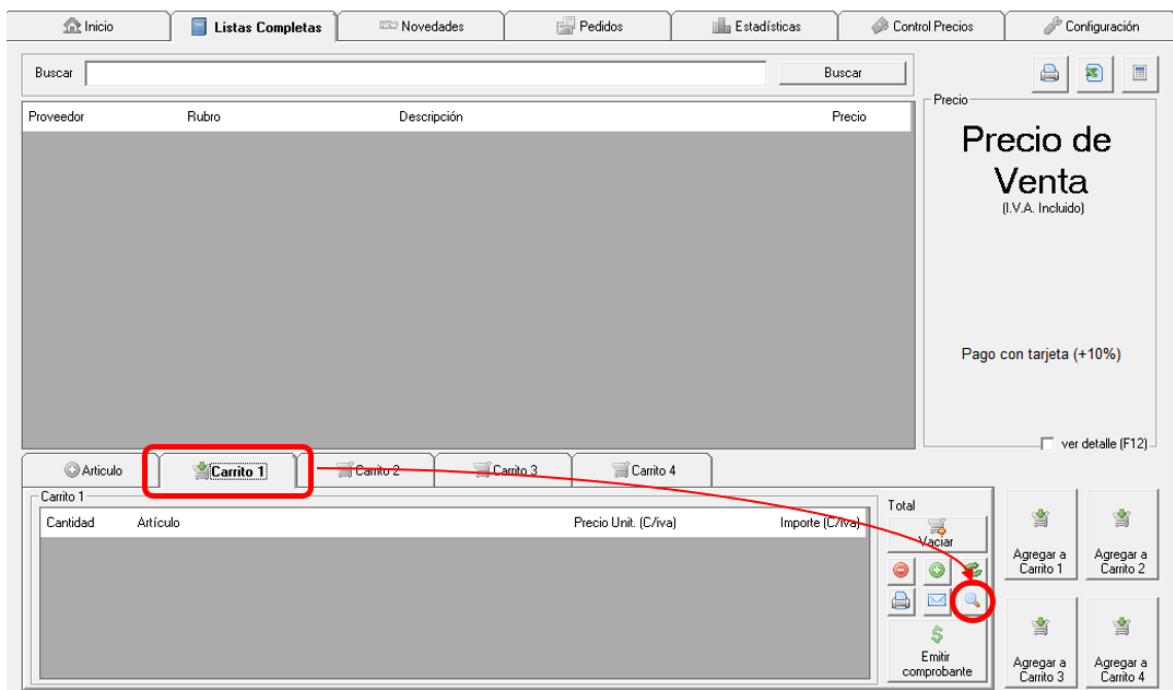 Inicio
Listas Completas
Novedades
Pedidos
Estadísticas
Control Precios
Configuración
Buscar
Buscar
Proveedor Rubro Descripción Precio
Precio
Precio de
Venta
(I.V.A. Incluido)
Pago con tarjeta (+10%)
ver detalle (F12)
Articulo
Carrito 1
Carrito 2
Carrito 3
Carrito 4
Carrito 1
Cantidad Artículo Precio Unit. (C/iva) Importe (C/iva)
Total
Vaciar
Emitir
comprobante
Agregar a
Carrito 1
Agregar a
Carrito 2
Agregar a
Carrito 3
Agregar a
Carrito 4